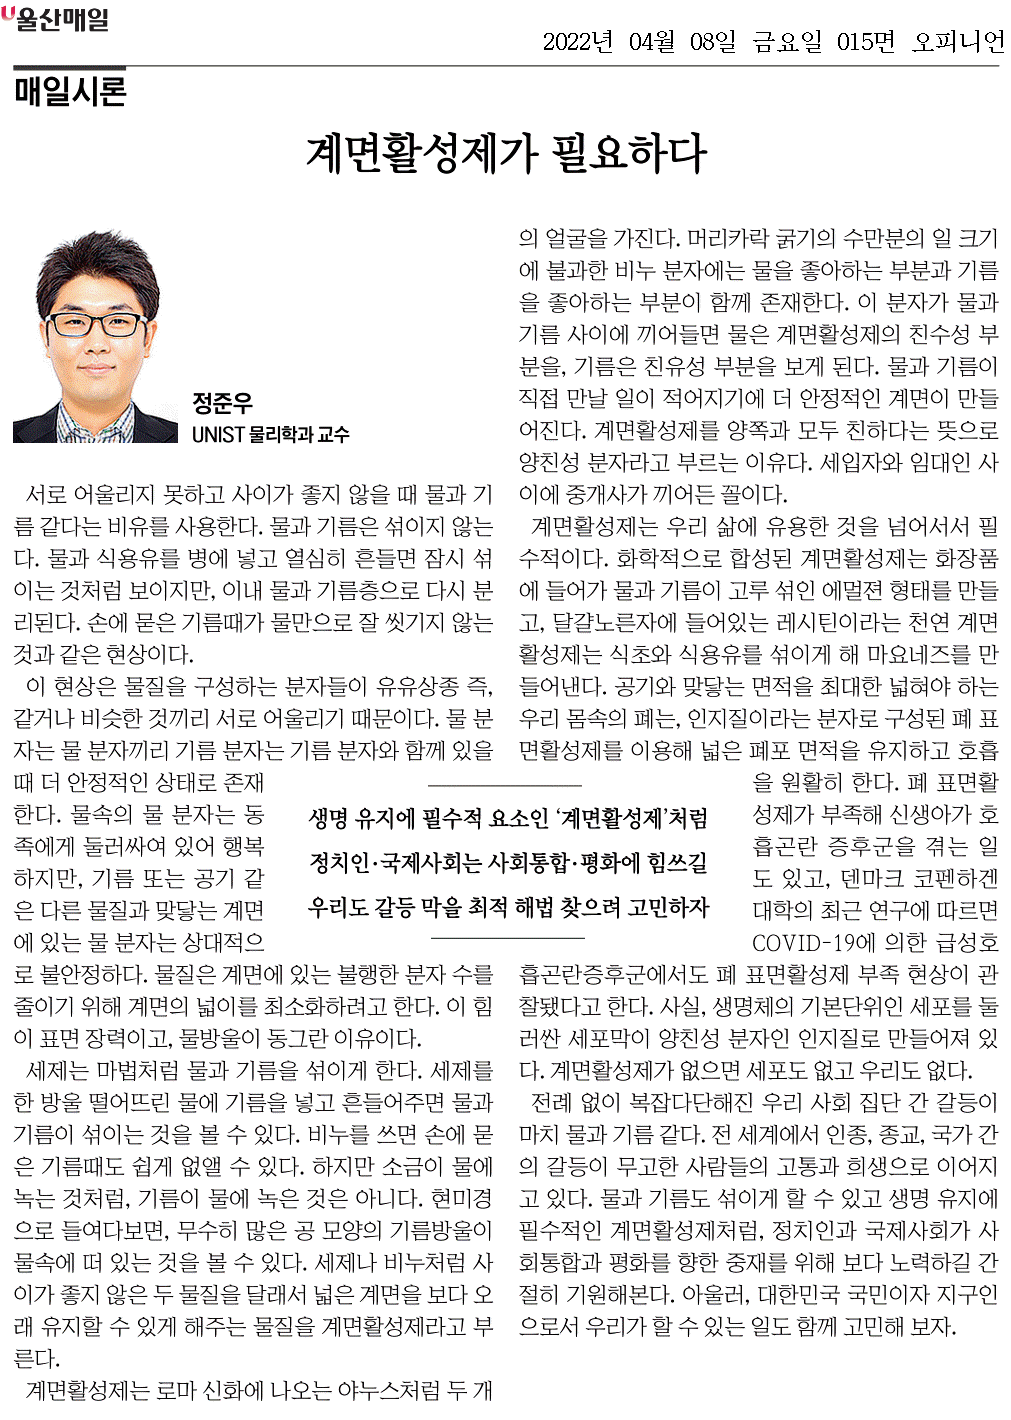 울산매일
2022년 04월 08일 금요일 015면 오피니언
매일시론
계면활성제가 필요하다
정준우
UNIST 물리학과 교수
서로 어울리지 못하고 사이가 좋지 않을 때 물과 기
름 같다는 비유를 사용한다. 물과 기름은 섞이지 않는
다. 물과 식용유를 병에 넣고 열심히 흔들면 잠시 섞
이는 것처럼 보이지만, 이내 물과 기름층으로 다시 분
리된다. 손에 묻은 기름때가 물만으로 잘 씻기지 않는
것과 같은 현상이다.
이 현상은 물질을 구성하는 분자들이 유유상종 즉,
같거나 비슷한 것끼리 서로 어울리기 때문이다. 물 분
자는 물 분자끼리 기름 분자는 기름 분자와 함께 있을
때 더 안정적인 상태로 존재
한다. 물속의 물 분자는 동
족에게 둘러싸여 있어 행복
하지만, 기름 또는 공기 같
은 다른 물질과 맞닿는 계면
에 있는 물 분자는 상대적으
로 불안정하다. 물질은 계면에 있는 불행한 분자 수를
줄이기 위해 계면의 넓이를 최소화하려고 한다. 이 힘
이 표면 장력이고, 물방울이 동그란 이유이다.
세제는 마법처럼 물과 기름을 섞이게 한다. 세제를
한 방울 떨어뜨린 물에 기름을 넣고 흔들어주면 물과
기름이 섞이는 것을 볼 수 있다. 비누를 쓰면 손에 묻
은 기름때도 쉽게 없앨 수 있다. 하지만 소금이 물에
녹는 것처럼, 기름이 물에 녹은 것은 아니다. 현미경
으로 들여다보면, 무수히 많은 공 모양의 기름방울이
물속에 떠 있는 것을 볼 수 있다. 세제나 비누처럼 사
이가 좋지 않은 두 물질을 달래서 넓은 계면을 보다 오
래 유지할 수 있게 해주는 물질을 계면활성제라고 부
른다.
계면활성제는 로마 신화에 나오는 야누스처럼 두 개
의 얼굴을 가진다. 머리카락 굵기의 수만분의 일 크기
에 불과한 비누 분자에는 물을 좋아하는 부분과 기름
을 좋아하는 부분이 함께 존재한다. 이 분자가 물과
기름 사이에 끼어들면 물은 계면활성제의 친수성 부
분을, 기름은 친유성 부분을 보게 된다. 물과 기름이
직접 만날 일이 적어지기에 더 안정적인 계면이 만들
어진다. 계면활성제를 양쪽과 모두 친하다는 뜻으로
양친성 분자라고 부르는 이유다. 세입자와 임대인 사
이에 중개사가 끼어든 꼴이다.
계면활성제는 우리 삶에 유용한 것을 넘어서서 필
수적이다. 화학적으로 합성된 계면활성제는 화장품
에 들어가 물과 기름이 고루 섞인 에멀젼 형태를 만들
고, 달걀노른자에 들어있는 레시틴이라는 천연 계면
활성제는 식초와 식용유를 섞이게 해 마요네즈를 만
들어낸다. 공기와 맞닿는 면적을 최대한 넓혀야 하는
우리 몸속의 폐는, 인지질이라는 분자로 구성된 폐 표
면활성제를 이용해 넓은 폐포 면적을 유지하고 호흡
을 원활히 한다. 폐 표면활
성제가 부족해 신생아가 호
흡곤란 증후군을 겪는 일
도 있고, 덴마크 코펜하겐
대학의 최근 연구에 따르면
COVID-19에 의한 급성호
흡곤란증후군에서도 폐 표면활성제 부족 현상이 관
찰됐다고 한다. 사실, 생명체의 기본단위인 세포를 둘
러싼 세포막이 양친성 분자인 인지질로 만들어져 있
다. 계면활성제가 없으면 세포도 없고 우리도 없다.
전례 없이 복잡다단해진 우리 사회 집단 간 갈등이
마치 물과 기름 같다. 전 세계에서 인종, 종교, 국가 간
의 갈등이 무고한 사람들의 고통과 희생으로 이어지
고 있다. 물과 기름도 섞이게 할 수 있고 생명 유지에
필수적인 계면활성제처럼, 정치인과 국제사회가 사
회통합과 평화를 향한 중재를 위해 보다 노력하길 간
절히 기원해본다. 아울러, 대한민국 국민이자 지구인
으로서 우리가 할 수 있는 일도 함께 고민해 보자.
생명 유지에 필수적 요소인 ‘계면활성제’처럼
정치인·국제사회는 사회통합·평화에 힘쓰길
우리도 갈등 막을 최적 해법 찾으려 고민하자